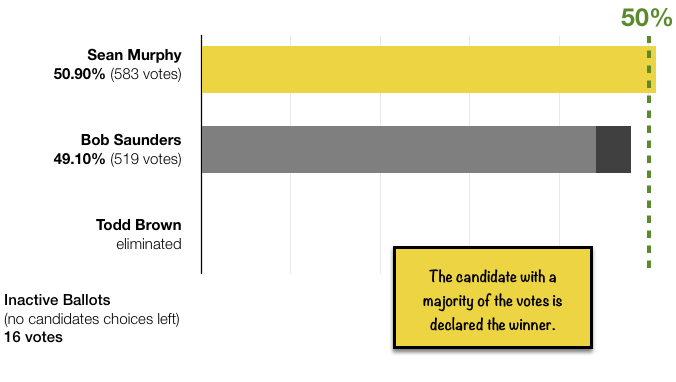 50%
Sean Murphy
50.90% (583 votes)
Bob Saunders
49.10% (519 votes)
Todd Brown
eliminated
The candidate with a
majority of the votes is
declared the winner.
Inactive Ballots
(no candidates choices left)
16 votes